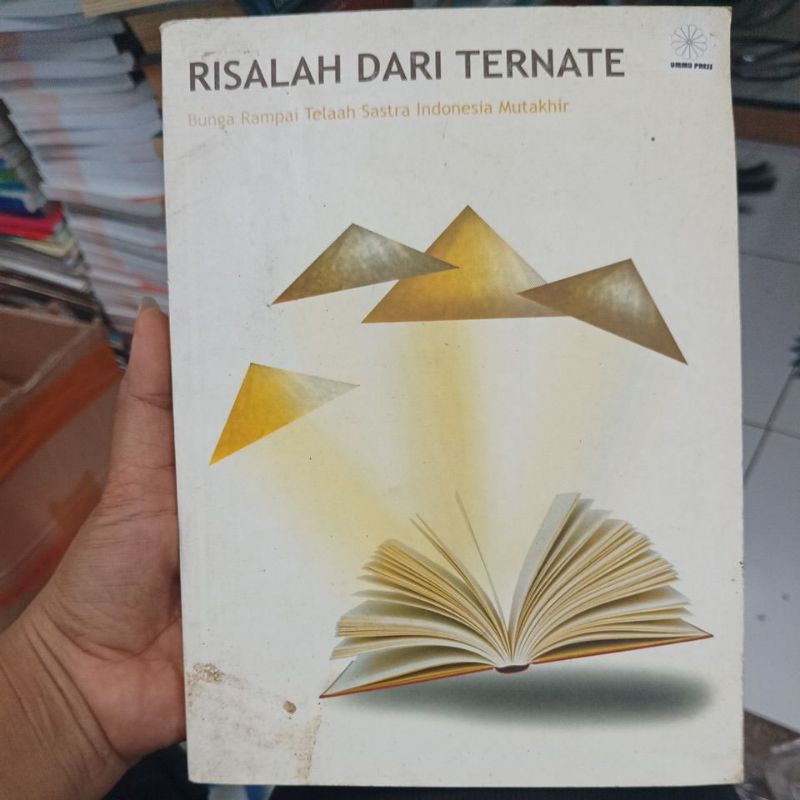 RISALAH DARI TERNATE
UMMU PRESS
Bunga Rampai Telaah Sastra Indonesia Mutakhir